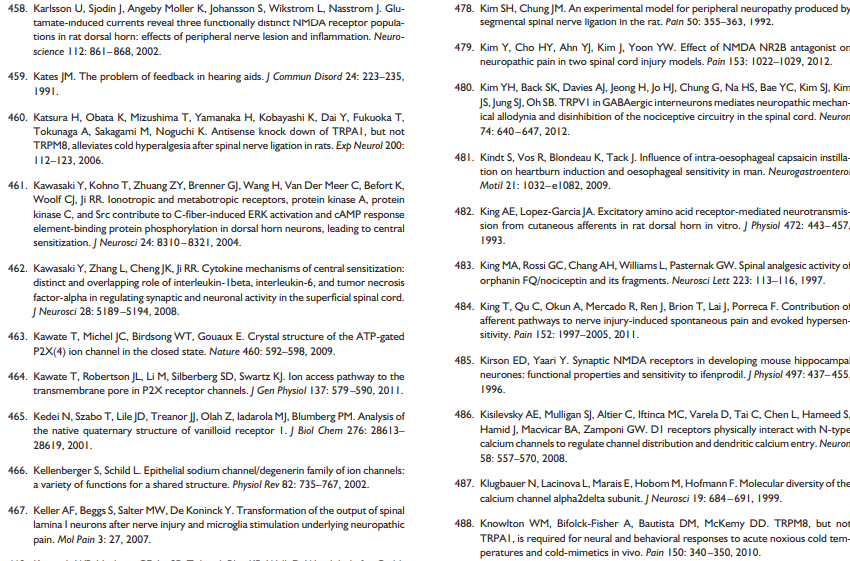 458. Karlsson U, Sjodin J, Angeby Moller K, Johansson S, Wikstrom L, Nasstrom J. Glu-
tamate-induced currents reveal three functionally distinct NMDA receptor popula-
tions in rat dorsal horn: effects of peripheral nerve lesion and inflammation. Neuro-
science 112: 861–868, 2002.
459. Kates JM. The problem of feedback in hearing aids. J Commun Disord 24: 223–235,
1991.
460. Katsura H, Obata K, Mizushima T, Yamanaka H, Kobayashi K, Dai Y, Fukuoka T,
Tokunaga A, Sakagami M, Noguchi K. Antisense knock down of TRPA1, but not
TRPM8, alleviates cold hyperalgesia after spinal nerve ligation in rats. Exp Neurol 200:
112–123, 2006.
461. Kawasaki Y, Kohno T, Zhuang ZY, Brenner GJ, Wang H, Van Der Meer C, Befort K,
Woolf CJ, Ji RR. Ionotropic and metabotropic receptors, protein kinase A, protein
kinase C, and Src contribute to C-fiber-induced ERK activation and cAMP response
element-binding protein phosphorylation in dorsal horn neurons, leading to central
sensitization. J Neurosci 24: 8310–8321, 2004.
462. Kawasaki Y, Zhang L, Cheng JK, Ji RR. Cytokine mechanisms of central sensitization:
distinct and overlapping role of interleukin-1beta, interleukin-6, and tumor necrosis
factor-alpha in regulating synaptic and neuronal activity in the superficial spinal cord.
J Neurosci 28: 5189–5194, 2008.
463. Kawate T, Michel JC, Birdsong WT, Gouaux E. Crystal structure of the ATP-gated
P2X(4) ion channel in the closed state. Nature 460: 592–598, 2009.
464. Kawate T, Robertson JL, Li M, Silberberg SD, Swartz KJ. Ion access pathway to the
transmembrane pore in P2X receptor channels. J Gen Physiol 137: 579–590, 2011.
465. Kedei N, Szabo T, Lile JD, Treanor JJ, Olah Z, Iadarola MJ, Blumberg PM. Analysis of
the native quaternary structure of vanilloid receptor 1. J Biol Chem 276: 28613–
28619, 2001.
466. Kellenberger S, Schild L. Epithelial sodium channel/degenerin family of ion channels:
a variety of functions for a shared structure. Physiol Rev 82: 735–767, 2002.
467. Keller AF, Beggs S, Salter MW, De Koninck Y. Transformation of the output of spinal
lamina I neurons after nerve injury and microglia stimulation underlying neuropathic
pain. Mol Pain 3: 27, 2007.
478. Kim SH, Chung JM. An experimental model for peripheral neuropathy produced by
segmental spinal nerve ligation in the rat. Pain 50: 355–363, 1992.
479. Kim Y, Cho HY, Ahn YJ, Kim J, Yoon YW. Effect of NMDA NR2B antagonist on
neuropathic pain in two spinal cord injury models. Pain 153: 1022–1029, 2012.
480. Kim YH, Back SK, Davies AJ, Jeong H, Jo HJ, Chung G, Na HS, Bae YC, Kim SJ, Kim
JS, Jung SJ, Oh SB. TRPV1 in GABAergic interneurons mediates neuropathic mechan-
ical allodynia and disinhibition of the nociceptive circuitry in the spinal cord. Neuron
74: 640–647, 2012.
481. Kindt S, Vos R, Blondeau K, Tack J. Influence of intra-oesophageal capsaicin instilla-
tion on heartburn induction and oesophageal sensitivity in man. Neurogastroenterol
Motil 21: 1032–e1082, 2009.
482. King AE, Lopez-Garcia JA. Excitatory amino acid receptor-mediated neurotransmis-
sion from cutaneous afferents in rat dorsal horn in vitro. J Physiol 472: 443–457,
1993.
483. King MA, Rossi GC, Chang AH, Williams L, Pasternak GW. Spinal analgesic activity of
orphanin FQ/nociceptin and its fragments. Neurosci Lett 223: 113–116, 1997.
484. King T, Qu C, Okun A, Mercado R, Ren J, Brion T, Lai J, Porreca F. Contribution of
afferent pathways to nerve injury-induced spontaneous pain and evoked hypersen-
sitivity. Pain 152: 1997–2005, 2011.
485. Kirson ED, Yaari Y. Synaptic NMDA receptors in developing mouse hippocampal
neurones: functional properties and sensitivity to ifenprodil. J Physiol 497: 437–455,
1996.
486. Kisilevsky AE, Mulligan SJ, Altier C, Iftinca MC, Varela D, Tai C, Chen L, Hameed S,
Hamid J, Macvicar BA, Zamponi GW. D1 receptors physically interact with N-type
calcium channels to regulate channel distribution and dendritic calcium entry. Neuron
58: 557–570, 2008.
487. Klugbauer N, Lacinova L, Marais E, Hobom M, Hofmann F. Molecular diversity of the
calcium channel alpha2delta subunit. J Neurosci 19: 684–691, 1999.
488. Knowlton WM, Bifolck-Fisher A, Bautista DM, McKemy DD. TRPM8, but not
TRPA1, is required for neural and behavioral responses to acute noxious cold tem-
peratures and cold-mimetics in vivo. Pain 150: 340–350, 2010.